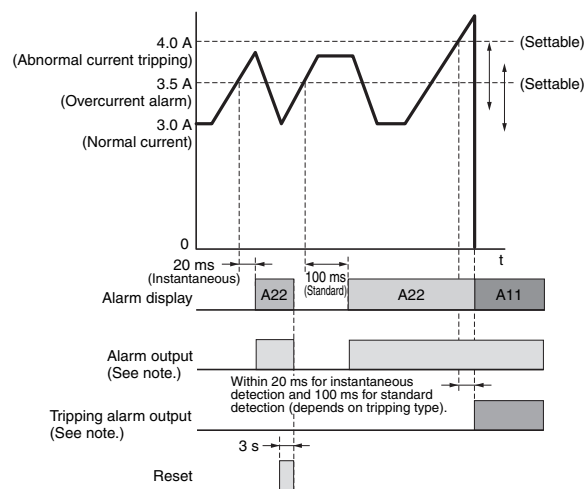 4.0 A
(Abnormal current tripping)
3.5 A
(Overcurrent alarm)
3.0 A
(Normal current)
(Settable)
(Settable)
0
t
20 ms
(Instantaneous)
100 ms
(Standard)
Alarm display
A22
A22
A11
Alarm output
(See note.)
Within 20 ms for instantaneous
detection and 100 ms for standard
detection (depends on tripping type).
Tripping alarm output
(See note.)
3 s
Reset